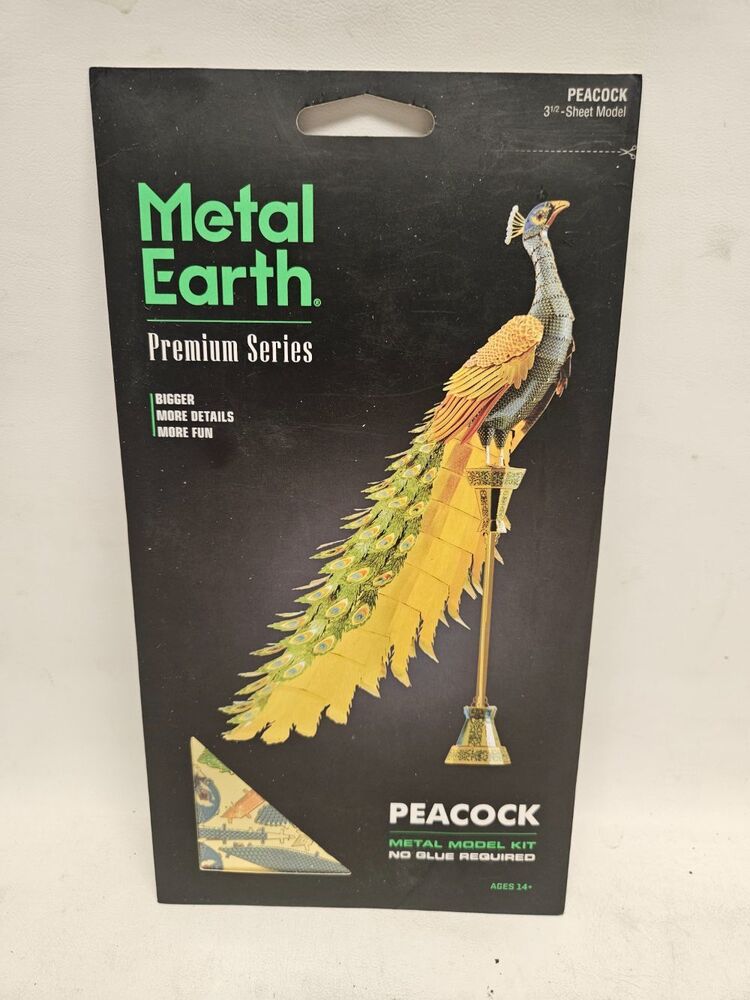 PEACOCK
3 1/2 -Sheet Model
Metal
Earth®
Premium Series
BIGGER
MORE DETAILS
MORE FUN
PEACOCK
METAL MODEL KIT
NO GLUE REQUIRED
AGES 14+